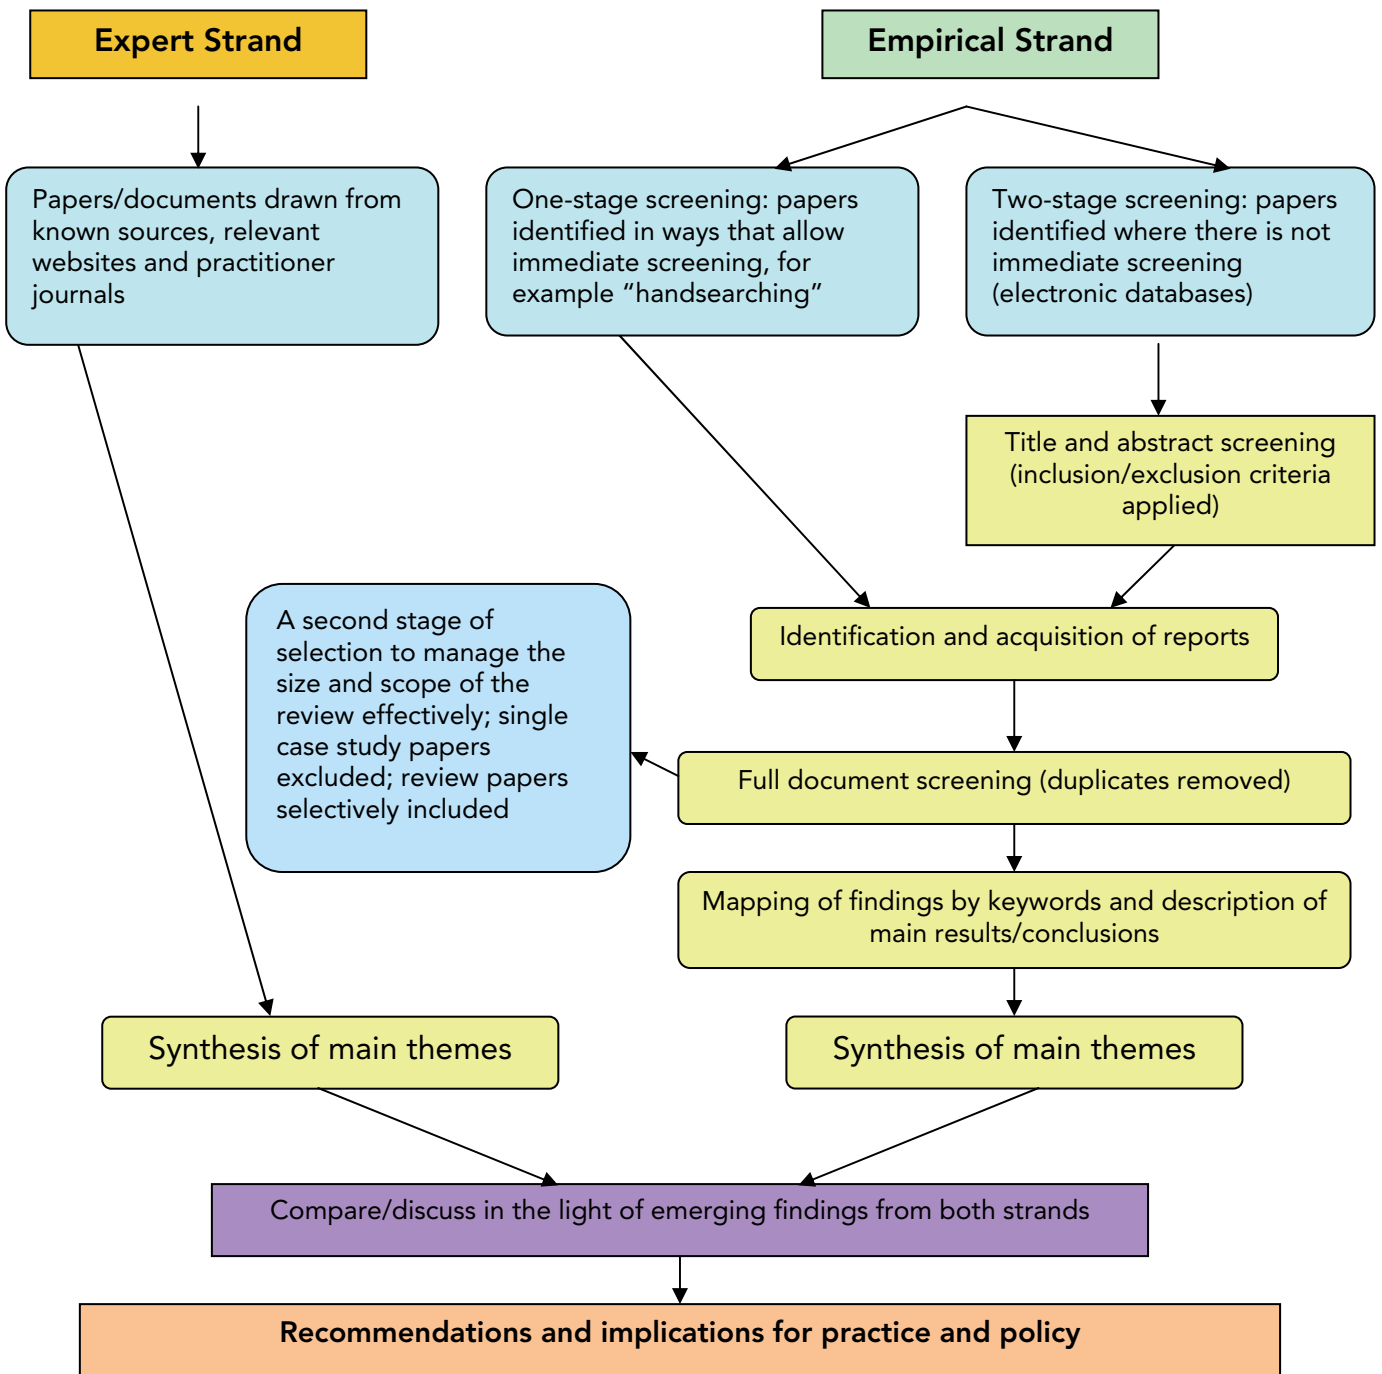 Expert Strand
Empirical Strand
Papers/documents drawn from
known sources, relevant
websites and practitioner
journals
One-stage screening: papers
identified in ways that allow
immediate screening, for
example “handsearching”
Two-stage screening: papers
identified where there is not
immediate screening
(electronic databases)
Title and abstract screening
(inclusion/exclusion criteria
applied)
Identification and acquisition of reports
A second stage of
selection to manage the
size and scope of the
review effectively; single
case study papers
excluded; review papers
selectively included
Full document screening (duplicates removed)
Mapping of findings by keywords and description of
main results/conclusions
Synthesis of main themes
Synthesis of main themes
Compare/discuss in the light of emerging findings from both strands
Recommendations and implications for practice and policy